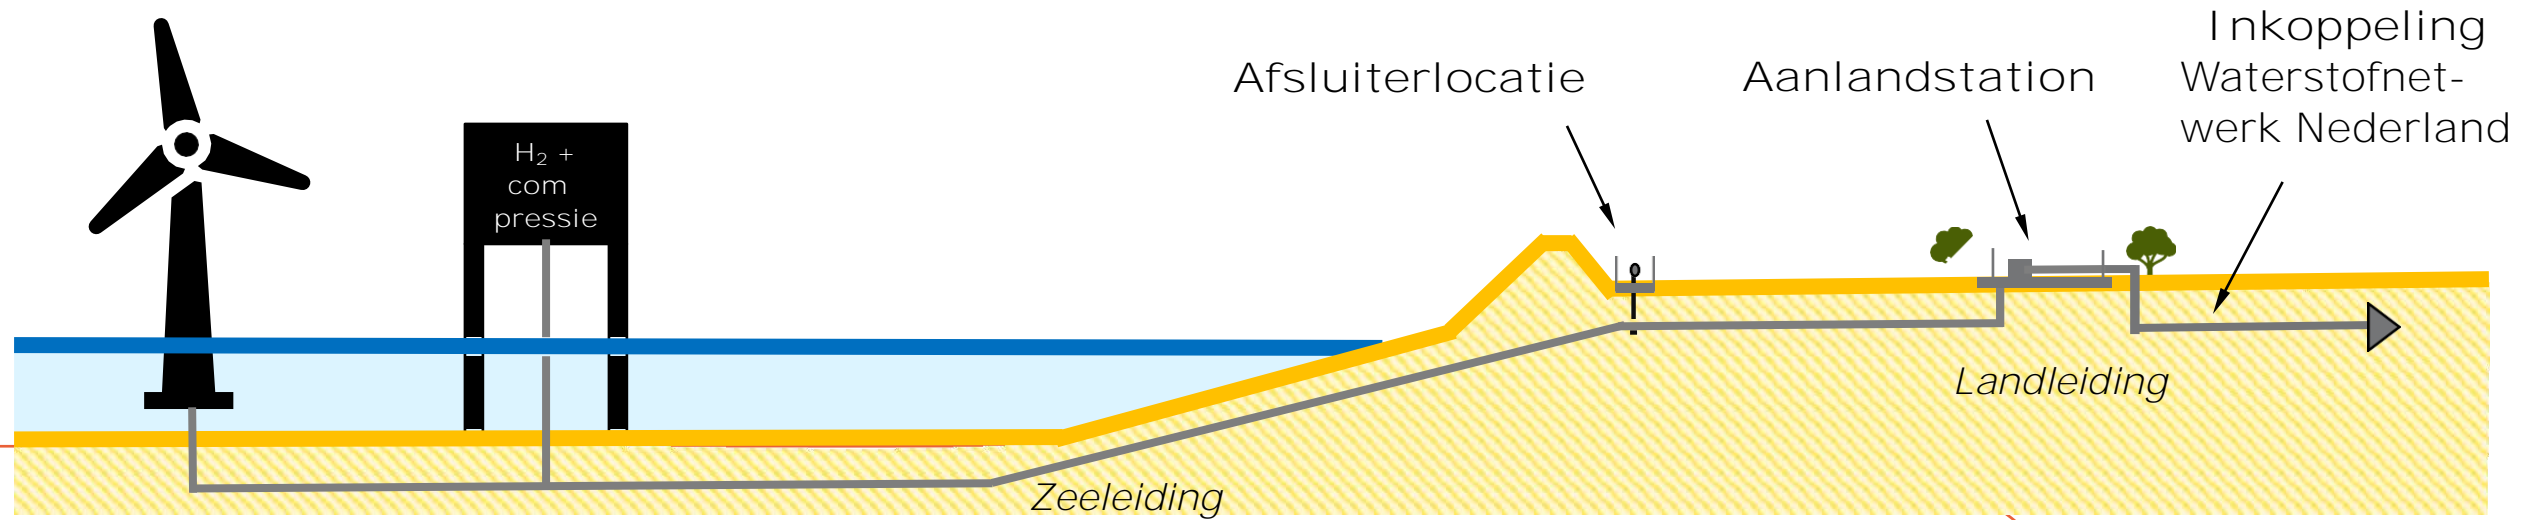 Inkoppeling
Waterstofnet-
werk Nederland
Afsluiterlocatie
Aanlandstation
H₂ +
com
pressie
Landleiding
Zeeleiding